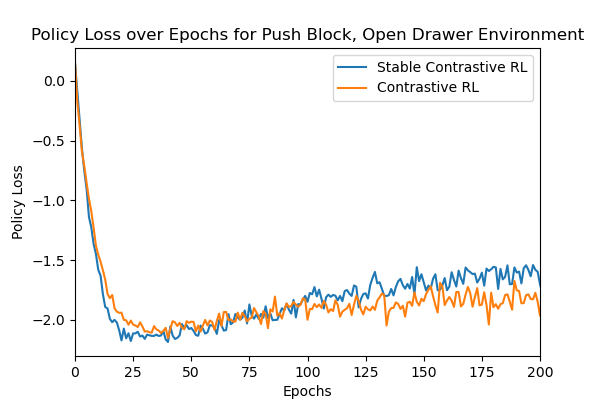 Policy Loss over Epochs for Push Block, Open Drawer Environment
Stable Contrastive RL
Contrastive RL
Policy Loss
0.0
−0.5
−1.0
−1.5
−2.0
0 25 50 75 100 125 150 175 200
Epochs